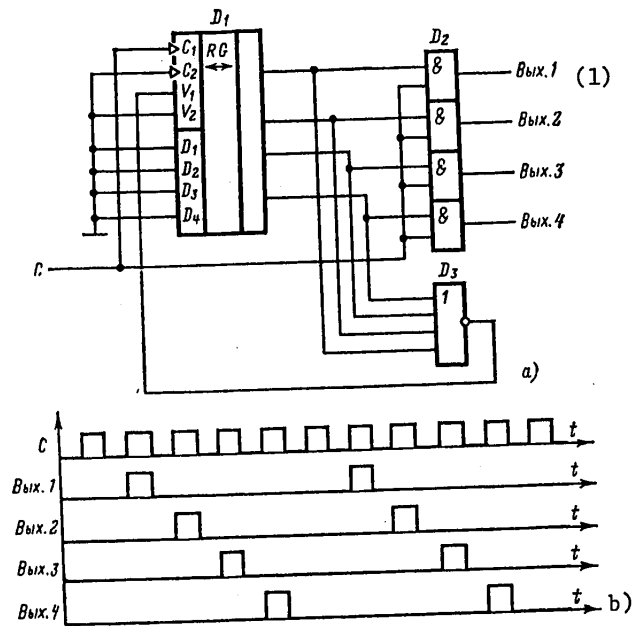 D₁
D₂
C₁
RG
↔
C₂
V₁
V₂
D₁
D₂
D₃
D₄
&
Вых.1
(1)
&
Вых.2
&
Вых.3
&
Вых.4
C
D₃
1
a)
C
t
Вых.1
t
Вых.2
t
Вых.3
t
Вых.4
t
b)